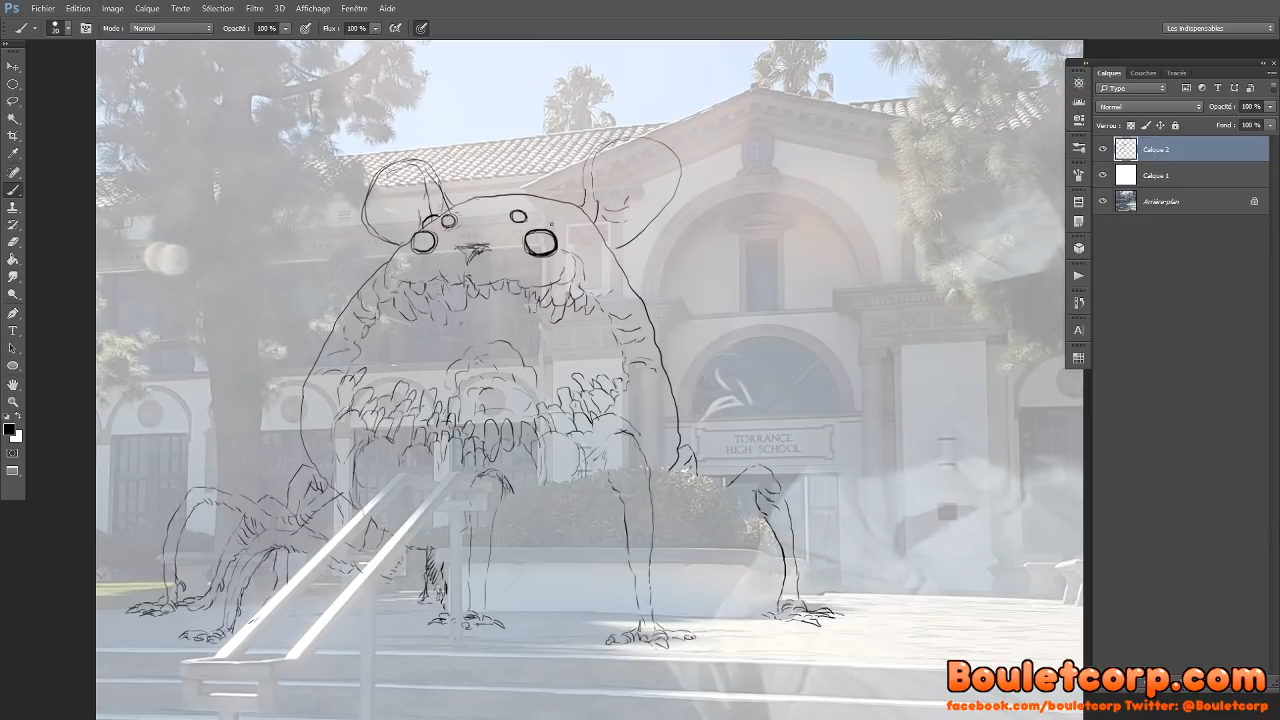 Ps Fichier Edition Image Calque Texte Sélection Filtre 3D Affichage Fenêtre Aide
20 Mode : Normal Opacité : 100 % Flux : 100 % Les indispensables
Calques Couches Tracés
Type
Normal Opacité : 100 %
Verrou : Fond : 100 %
Calque 2
Calque 1
Arrière-plan
TORRANCE
HIGH SCHOOL
Bouletcorp.com
facebook.com/bouletcorp Twitter: @Bouletcorp